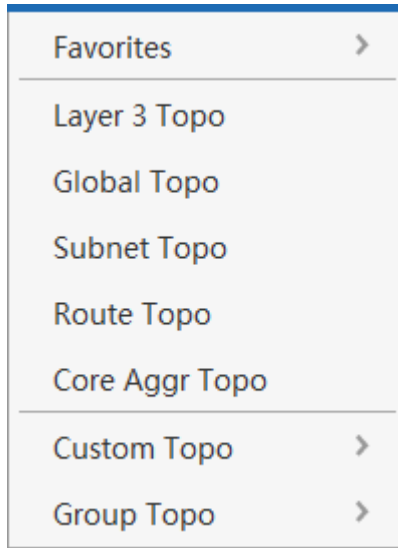 Favorites
Layer 3 Topo
Global Topo
Subnet Topo
Route Topo
Core Aggr Topo
Custom Topo
Group Topo